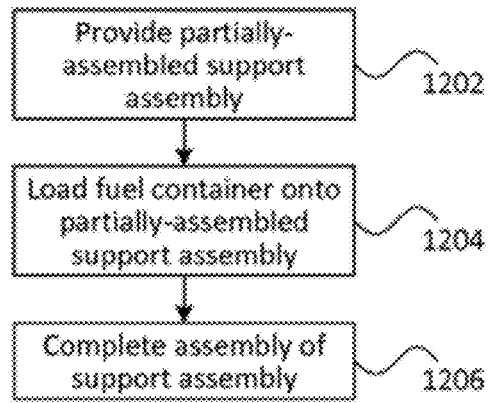 Provide partially-
assembled support
assembly
1202
Load fuel container onto
partially-assembled
support assembly
1204
Complete assembly of
support assembly
1206